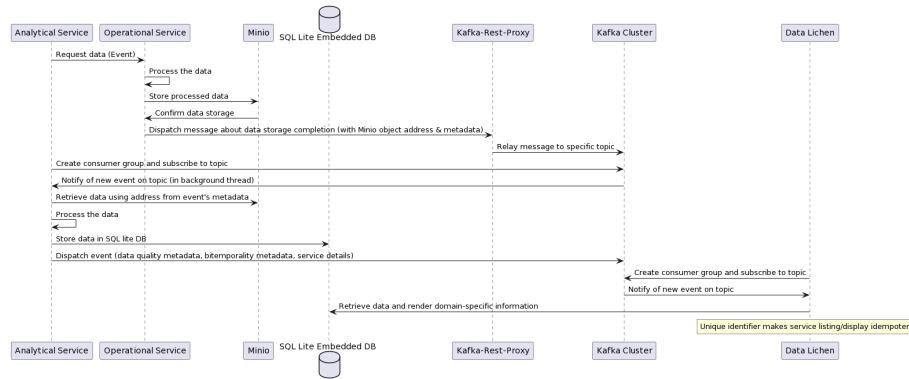 SQL Lite Embedded DB
Analytical Service
Operational Service
Minio
Kafka-Rest-Proxy
Kafka Cluster
Data Lichen
Request data (Event)
Process the data
Store processed data
Confirm data storage
Dispatch message about data storage completion (with Minio object address & metadata)
Relay message to specific topic
Create consumer group and subscribe to topic
Notify of new event on topic (in background thread)
Retrieve data using address from event's metadata
Process the data
Store data in SQL lite DB
Dispatch event (data quality metadata, bitemporality metadata, service details)
Create consumer group and subscribe to topic
Notify of new event on topic
Retrieve data and render domain-specific information
Unique identifier makes service listing/display idempoter
Analytical Service
Operational Service
Minio
SQL Lite Embedded DB
Kafka-Rest-Proxy
Kafka Cluster
Data Lichen